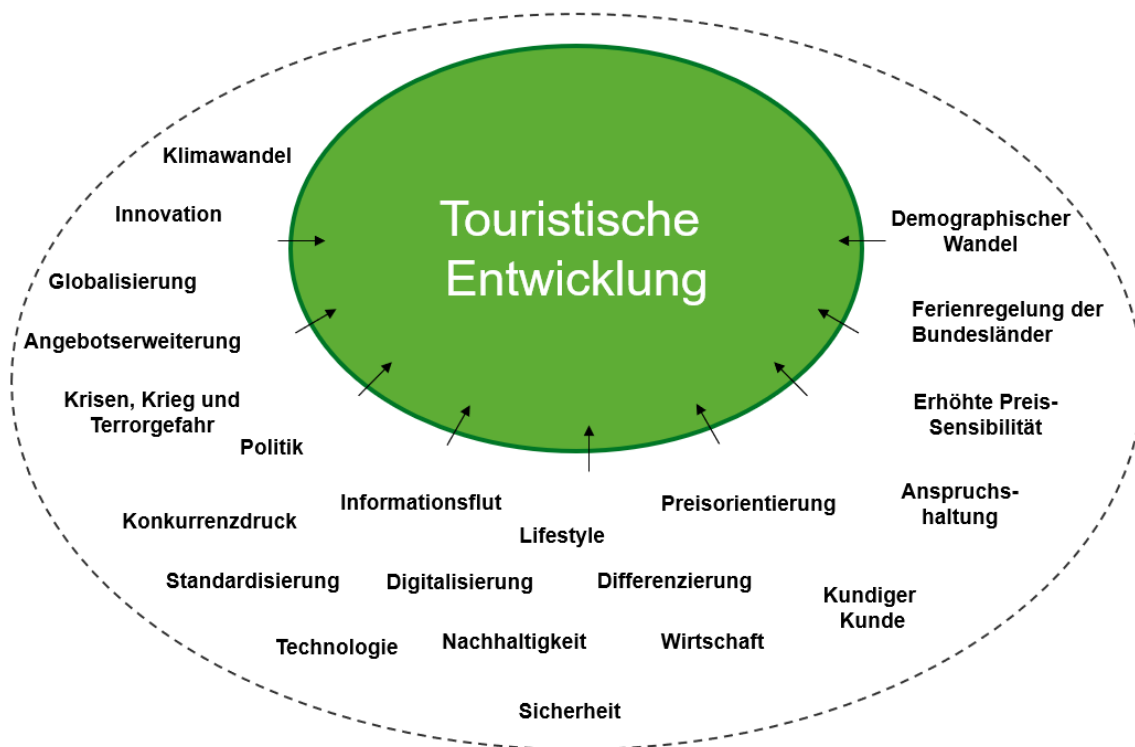 Touristische
Entwicklung
Klimawandel
Innovation
Globalisierung
Angebotserweiterung
Krisen, Krieg und
Terrorgefahr
Politik
Konkurrenzdruck
Informationsflut
Lifestyle
Preisorientierung
Standardisierung
Digitalisierung
Differenzierung
Technologie
Nachhaltigkeit
Wirtschaft
Sicherheit
Demographischer
Wandel
Ferienregelung der
Bundesländer
Erhöhte Preis-
Sensibilität
Anspruchs-
haltung
Kundiger
Kunde